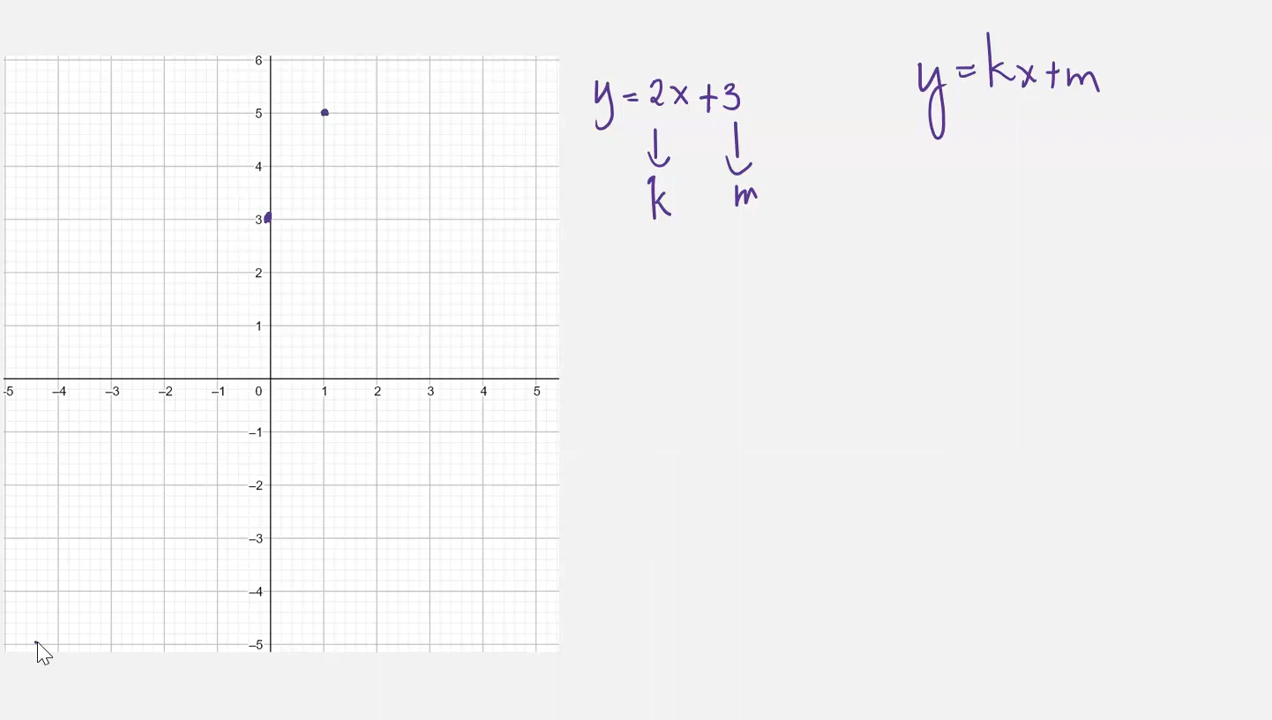 y = kx + m
y = 2x + 3
k m
6
5
4
3
2
1
-5 –4 –3 –2 –1 0 1 2 3 4 5
–1
–2
–3
–4
–5